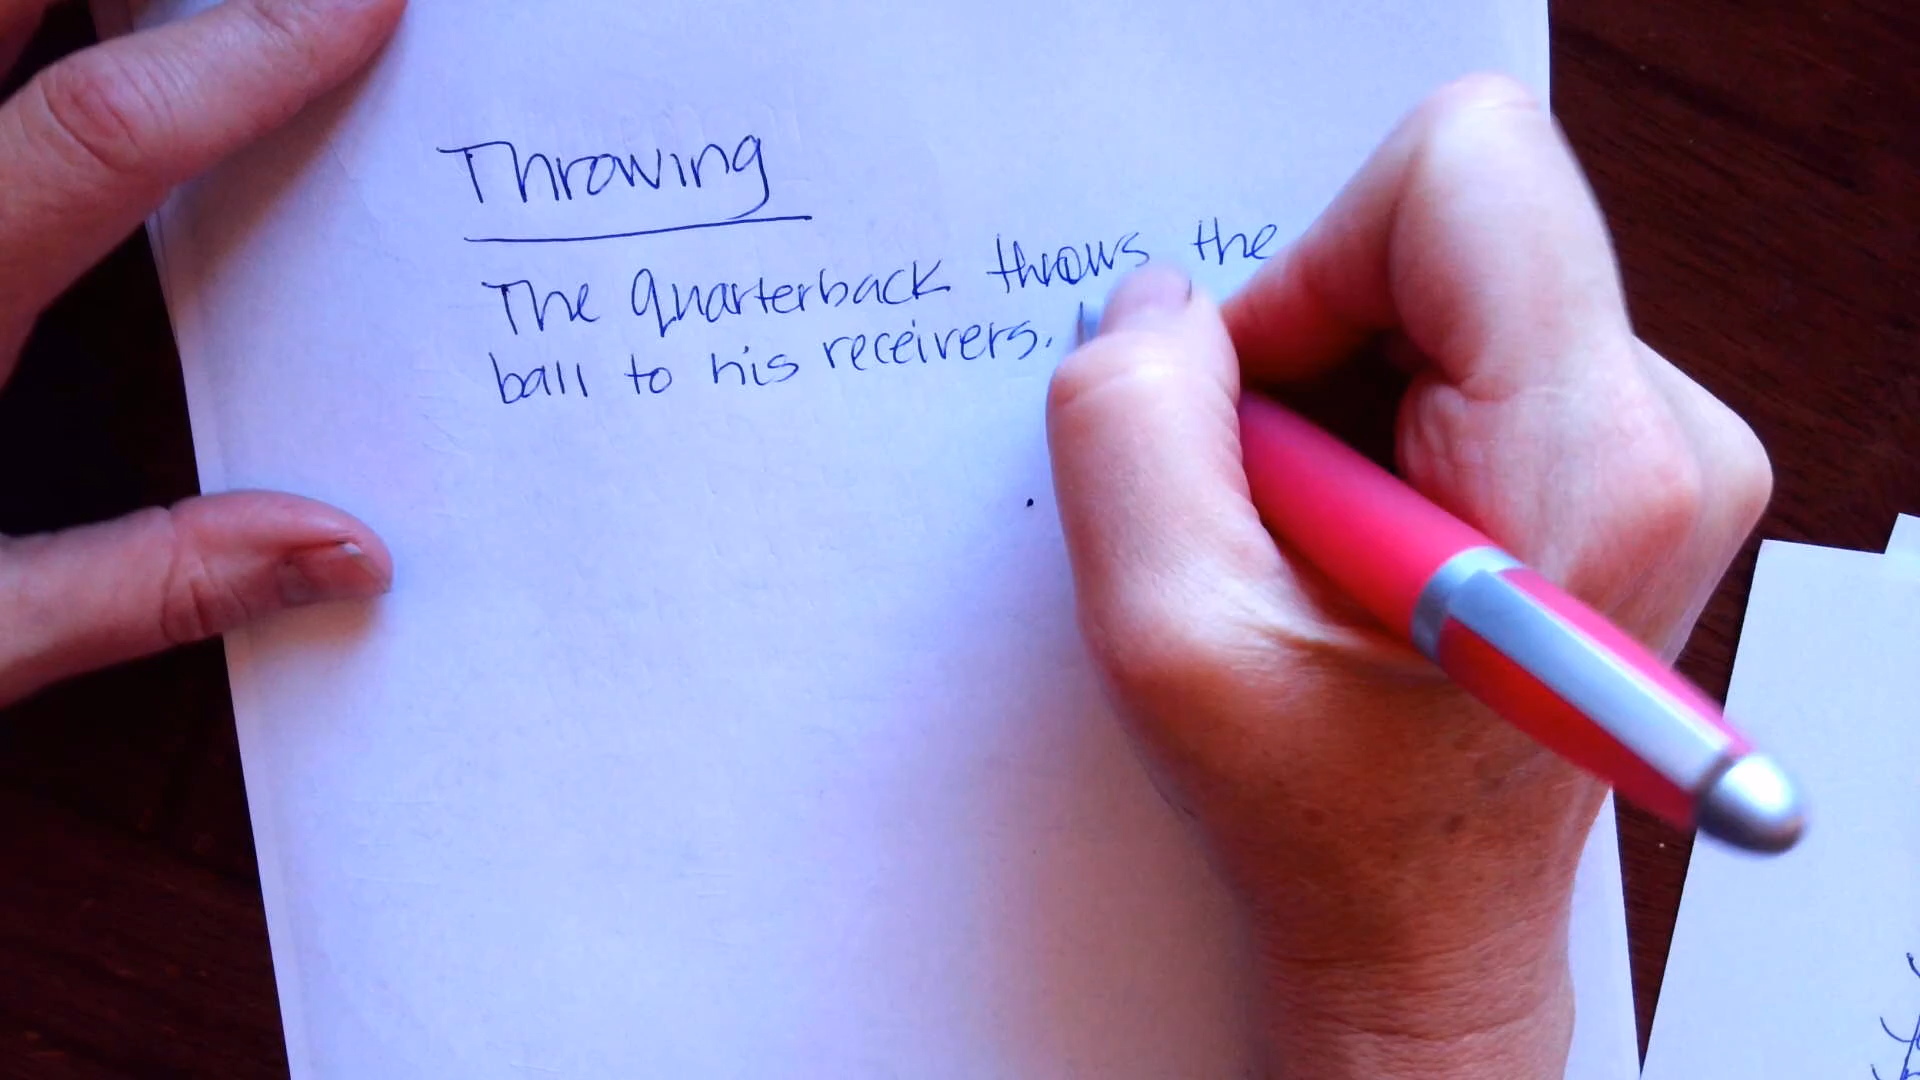 Throwing
The quarterback throws the
ball to his receivers.